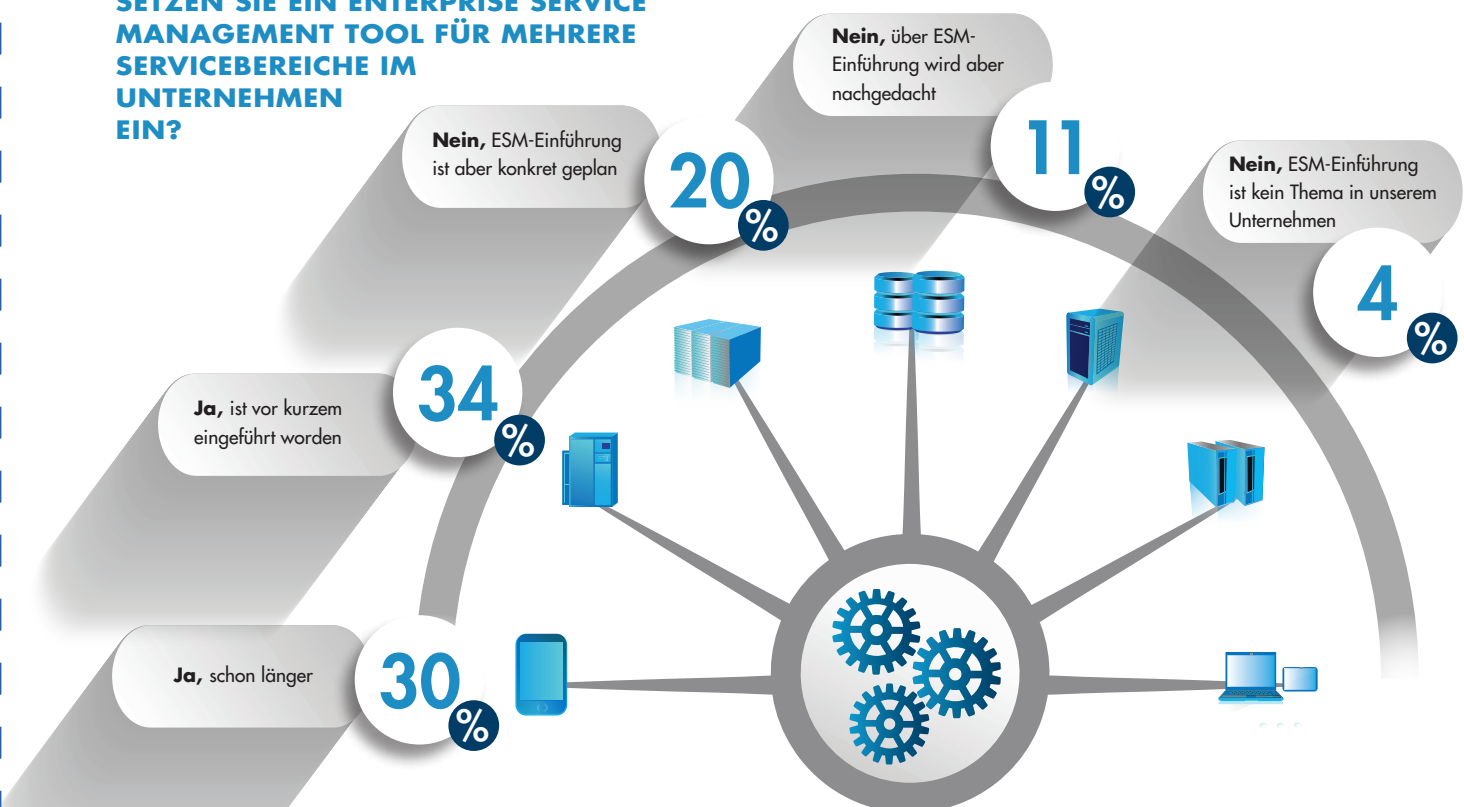 SETZEN SIE EIN ENTERPRISE SERVICE
MANAGEMENT TOOL FÜR MEHRERE
SERVICEBEREICHE IM
UNTERNEHMEN
EIN?
Nein, über ESM-
Einführung wird aber
nachgedacht
11
%
Nein, ESM-Einführung
ist aber konkret geplan
20
%
Nein, ESM-Einführung
ist kein Thema in unserem
Unternehmen
4
%
Ja, ist vor kurzem
eingeführt worden
34
%
Ja, schon länger
30
%